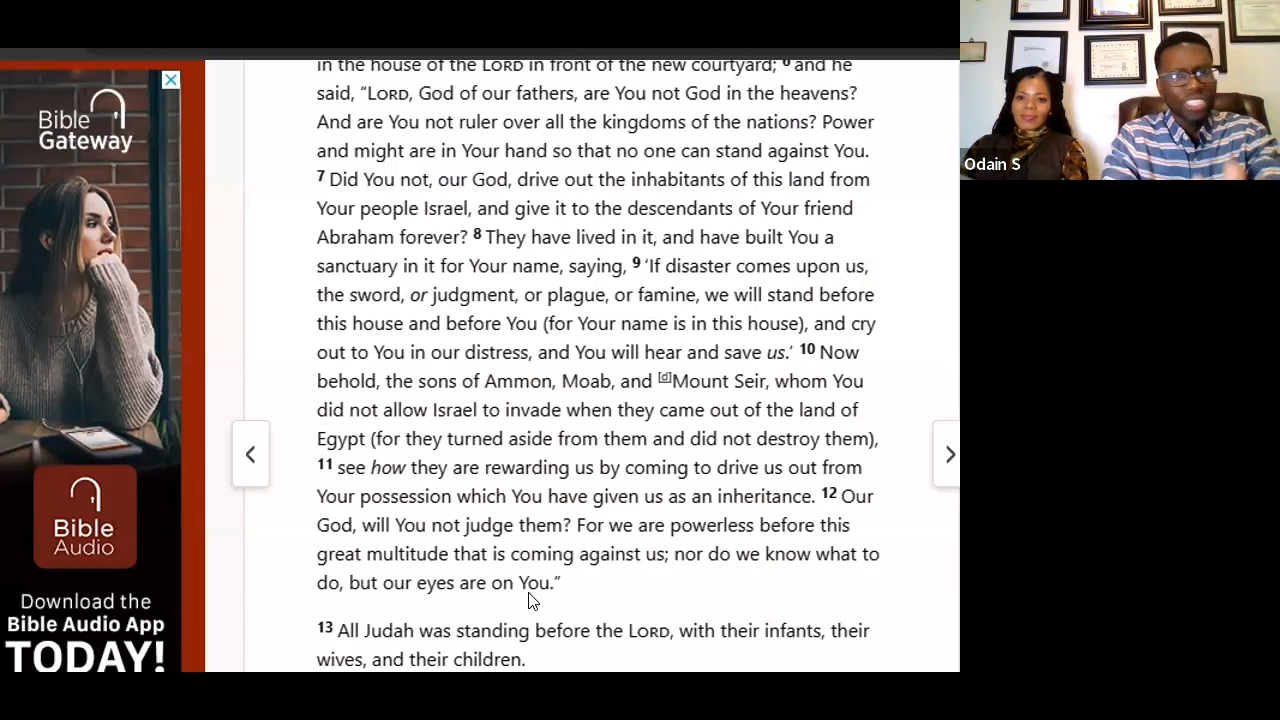 in the house of the LORD in front of the new courtyard; 6 and he
said, “LORD, God of our fathers, are You not God in the heavens?
And are You not ruler over all the kingdoms of the nations? Power
and might are in Your hand so that no one can stand against You.
7 Did You not, our God, drive out the inhabitants of this land from
Your people Israel, and give it to the descendants of Your friend
Abraham forever? 8 They have lived in it, and have built You a
sanctuary in it for Your name, saying, 9 ‘If disaster comes upon us,
the sword, or judgment, or plague, or famine, we will stand before
this house and before You (for Your name is in this house), and cry
out to You in our distress, and You will hear and save us.’ 10 Now
behold, the sons of Ammon, Moab, and [d]Mount Seir, whom You
did not allow Israel to invade when they came out of the land of
Egypt (for they turned aside from them and did not destroy them),
11 see how they are rewarding us by coming to drive us out from
Your possession which You have given us as an inheritance. 12 Our
God, will You not judge them? For we are powerless before this
great multitude that is coming against us; nor do we know what to
do, but our eyes are on You.”
13 All Judah was standing before the LORD, with their infants, their
wives, and their children.
Bible
Gateway
Bible
Audio
Download the
Bible Audio App
TODAY!
Odain S